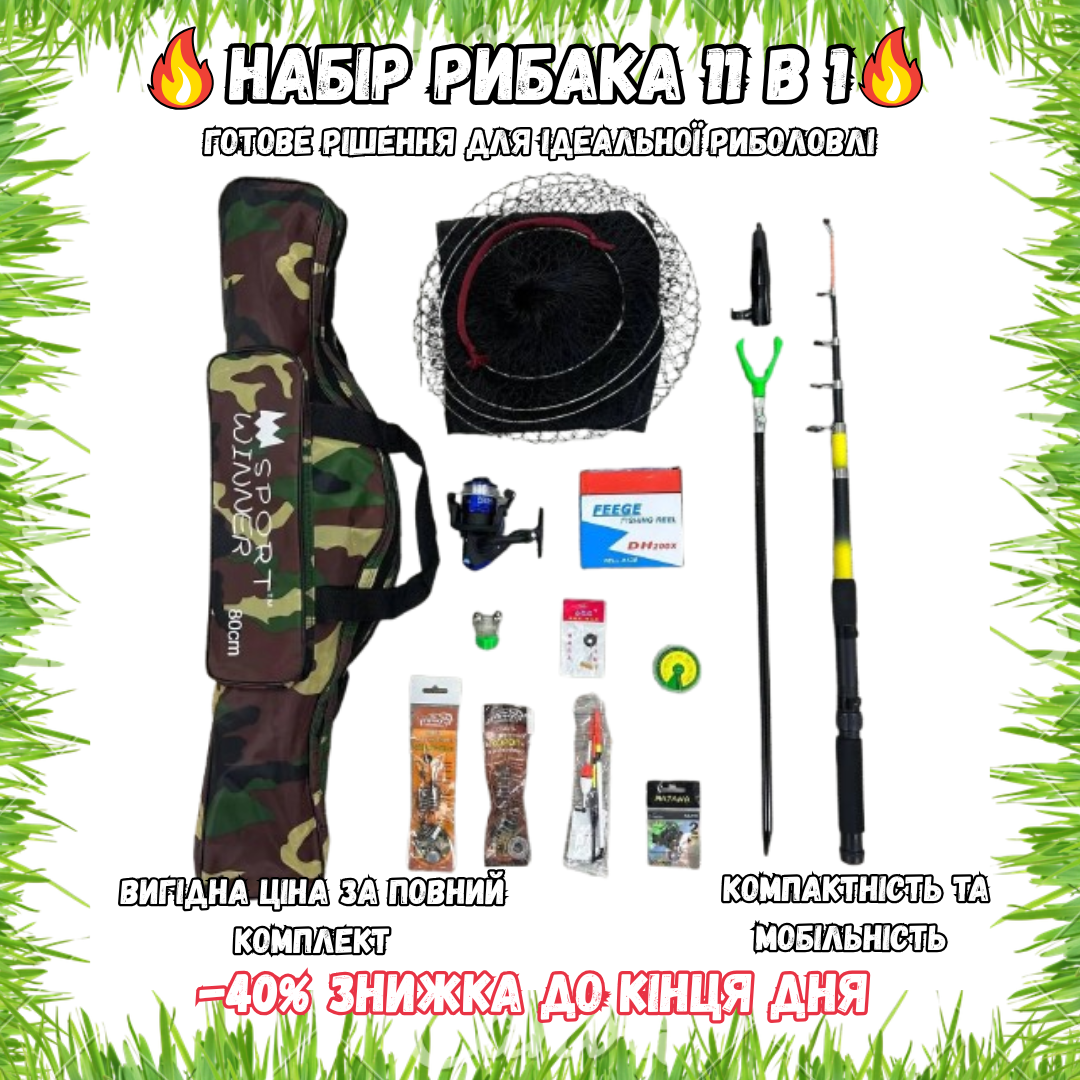 НАБІР РИБАКА 11 В 1
ГОТОВЕ РІШЕННЯ ДЛЯ ІДЕАЛЬНОЇ РИБОЛОВЛІ
SPORT™
WINNER
80cm
FEEGE
FISHING REEL
DH200X
ВИГІДНА ЦІНА ЗА ПОВНИЙ
КОМПЛЕКТ
КОМПАКТНІСТЬ ТА
МОБІЛЬНІСТЬ
-40% ЗНИЖКА ДО КІНЦЯ ДНЯ